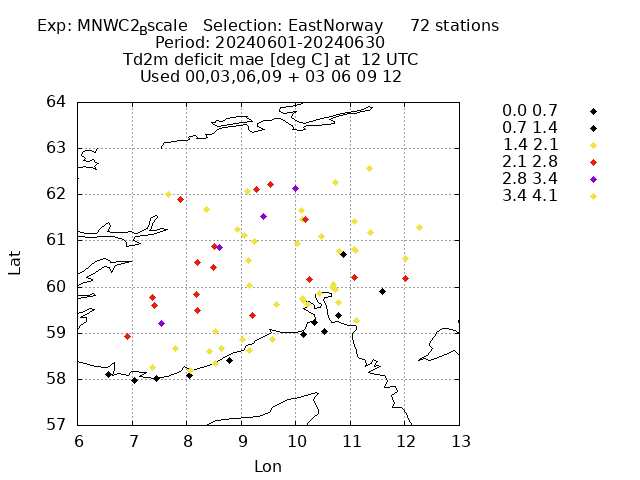 Exp: MNWC2Bscale   Selection: EastNorway     72 stations
Period: 20240601-20240630
Td2m deficit mae [deg C] at  12 UTC
Used 00,03,06,09 + 03 06 09 12
0.0 0.7
0.7 1.4
1.4 2.1
2.1 2.8
2.8 3.4
3.4 4.1
64
63
62
61
60
59
58
57
Lat
6 7 8 9 10 11 12 13
Lon